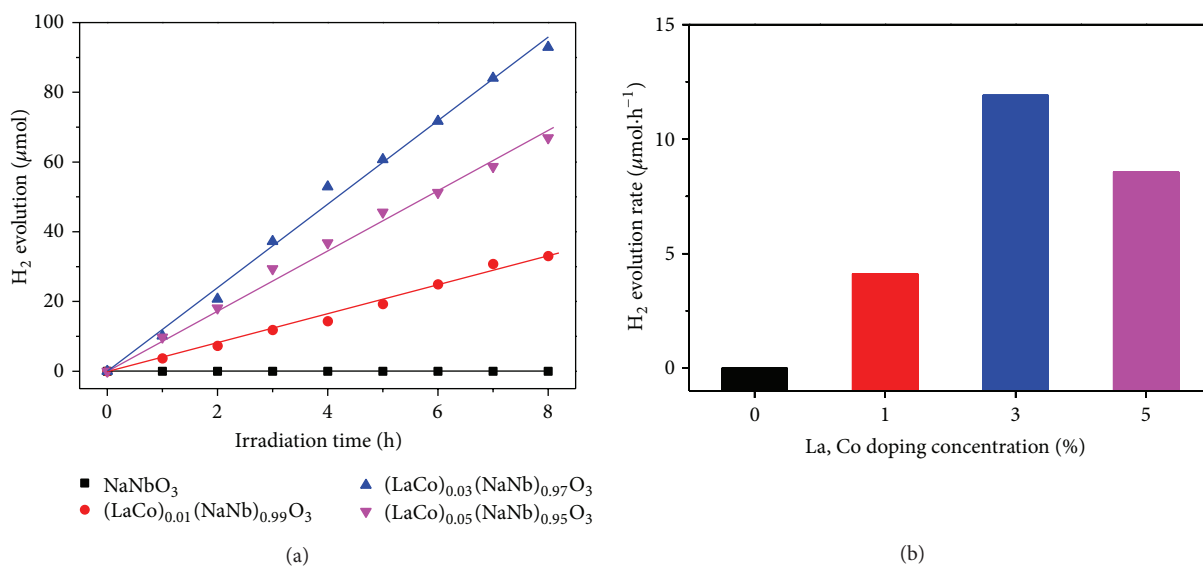 100
80
60
40
20
0
H₂ evolution (μmol)
0 2 4 6 8
Irradiation time (h)
NaNbO₃
(LaCo)₀.₀₁(NaNb)₀.₉₉O₃
(LaCo)₀.₀₃(NaNb)₀.₉₇O₃
(LaCo)₀.₀₅(NaNb)₀.₉₅O₃
(a)
15
10
5
0
H₂ evolution rate (μmol·h⁻¹)
0 1 3 5
La, Co doping concentration (%)
(b)